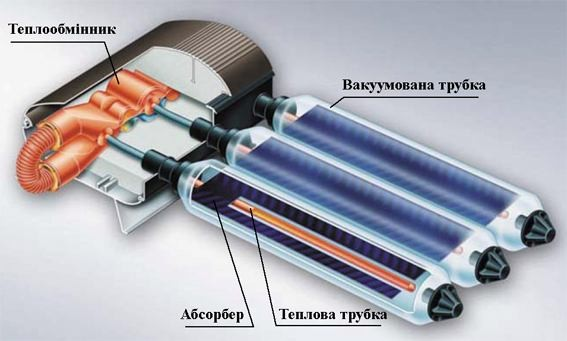 Теплообмінник
Вакуумована трубка
Абсорбер
Теплова трубка